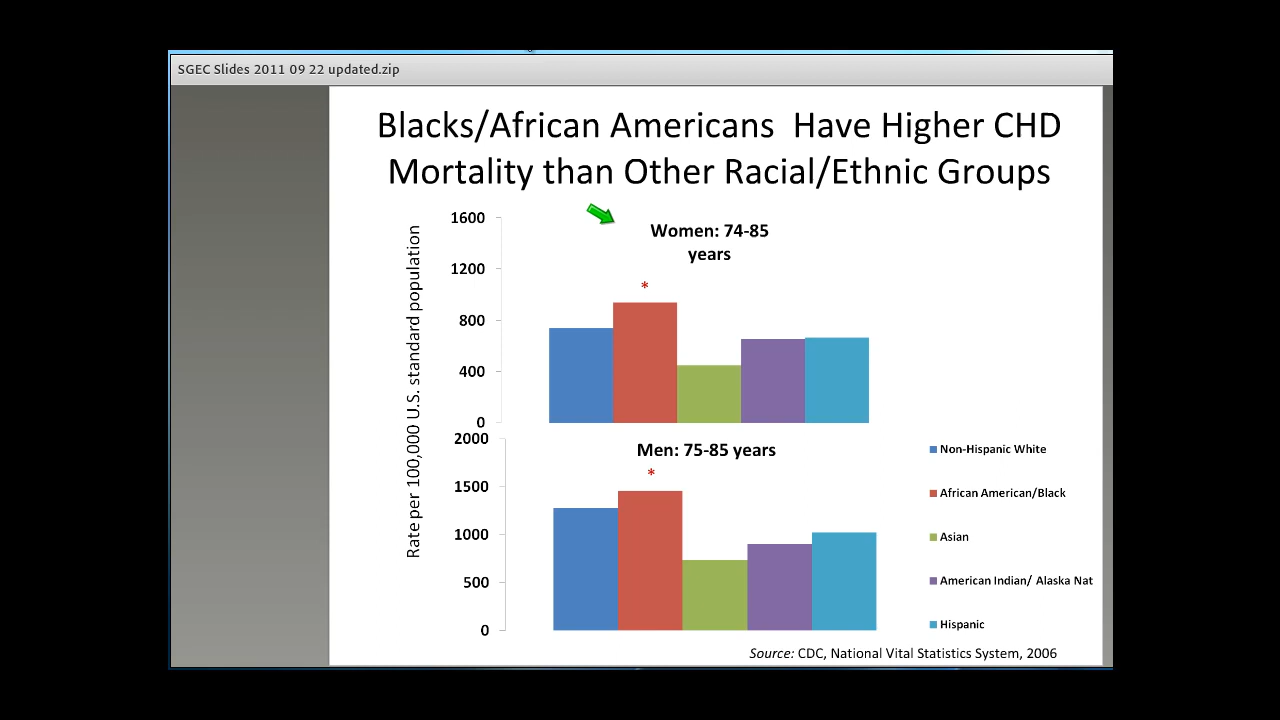 SGEC Slides 2011 09 22 updated.zip
Blacks/African Americans  Have Higher CHD
Mortality than Other Racial/Ethnic Groups
Rate per 100,000 U.S. standard population
1600
1200
800
400
0
Women: 74-85
years
*
2000
1500
1000
500
0
Men: 75-85 years
*
Non-Hispanic White
African American/Black
Asian
American Indian/ Alaska Nat
Hispanic
Source: CDC, National Vital Statistics System, 2006